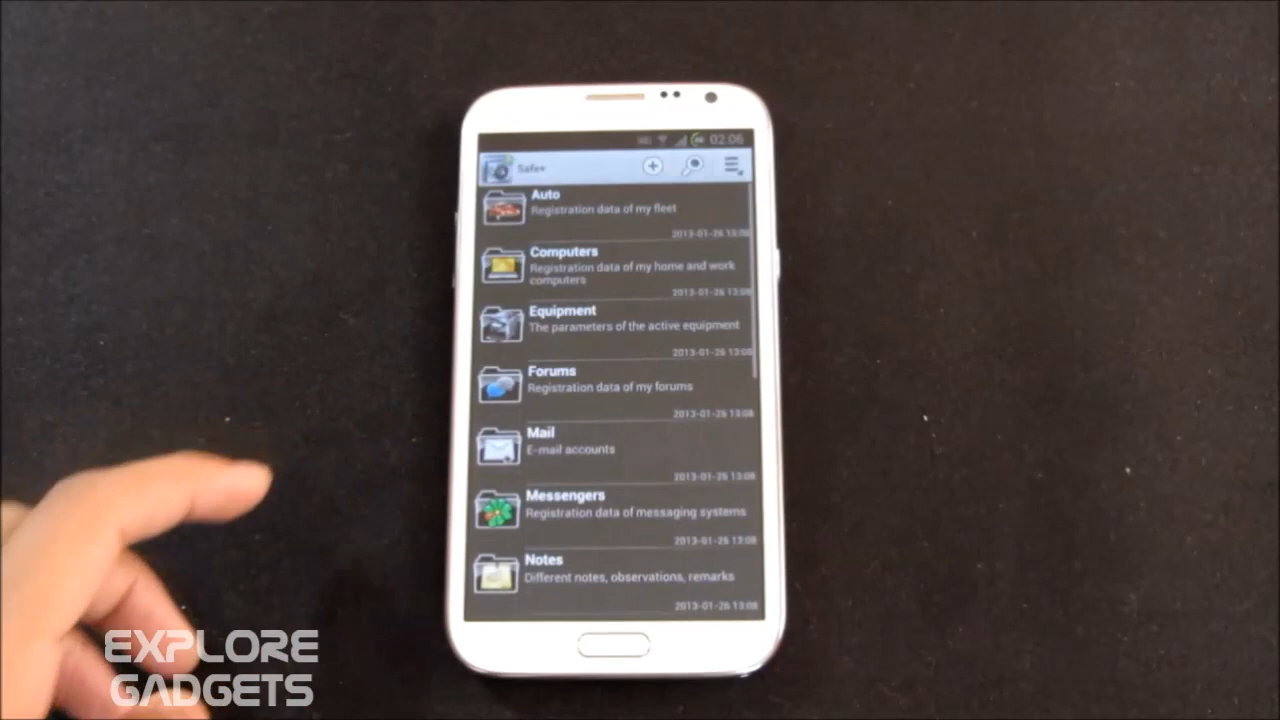 02:06
Safe+
Auto
Registration data of my fleet
2013-01-26 13:08
Computers
Registration data of my home and work
computers
2013-01-26 13:08
Equipment
The parameters of the active equipment
2013-01-26 13:08
Forums
Registration data of my forums
2013-01-26 13:08
Mail
E-mail accounts
2013-01-26 13:08
Messengers
Registration data of messaging systems
2013-01-26 13:08
Notes
Different notes, observations, remarks
2013-01-26 13:08
EXPLORE
GADGETS